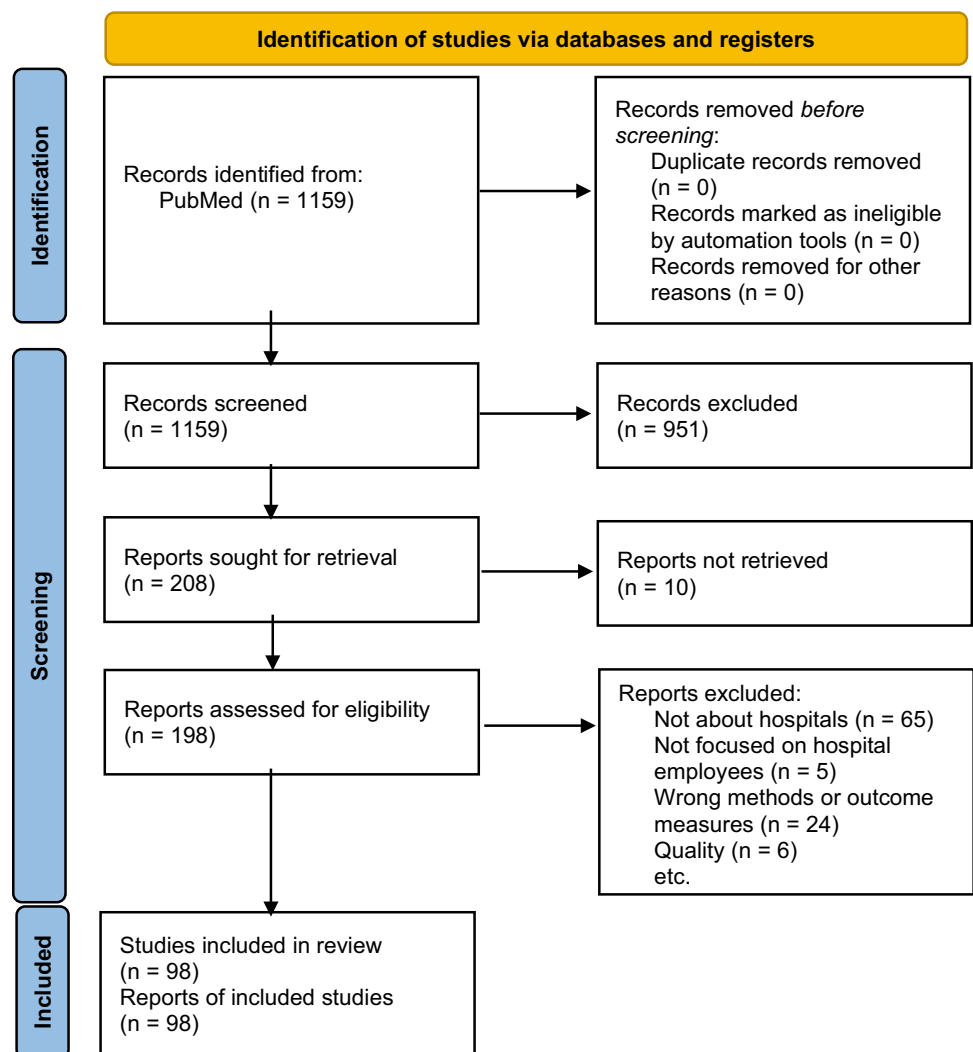 Identification of studies via databases and registers
Identification
Records identified from:
PubMed (n = 1159)
Records removed before
screening:
Duplicate records removed
(n = 0)
Records marked as ineligible
by automation tools (n = 0)
Records removed for other
reasons (n = 0)
Screening
Records screened
(n = 1159)
Records excluded
(n = 951)
Reports sought for retrieval
(n = 208)
Reports not retrieved
(n = 10)
Reports assessed for eligibility
(n = 198)
Reports excluded:
Not about hospitals (n = 65)
Not focused on hospital
employees (n = 5)
Wrong methods or outcome
measures (n = 24)
Quality (n = 6)
etc.
Included
Studies included in review
(n = 98)
Reports of included studies
(n = 98)